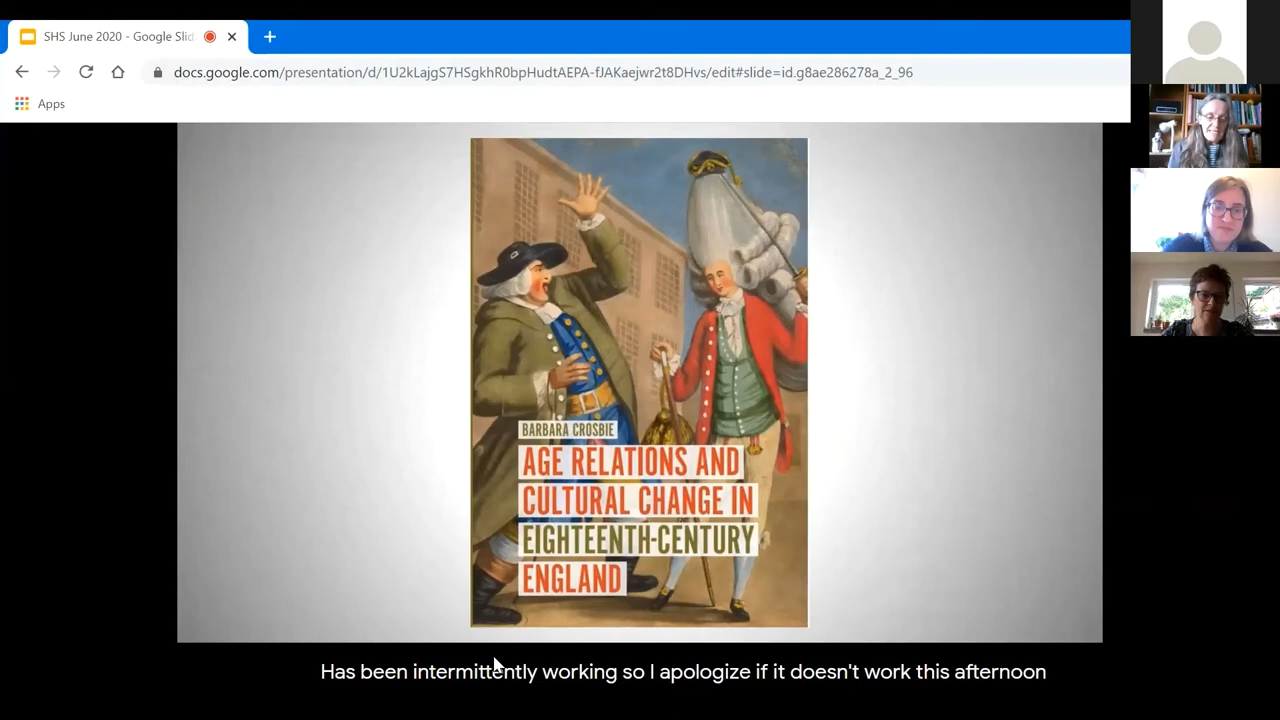 SHS June 2020 - Google Slid
docs.google.com/presentation/d/1U2kLajgS7HSgkhR0bpHudtAEPA-fJAKaejwr2t8DHvs/edit#slide=id.g8ae286278a_2_96
Apps
BARBARA CROSBIE
AGE RELATIONS AND
CULTURAL CHANGE IN
EIGHTEENTH-CENTURY
ENGLAND
Has been intermittently working so I apologize if it doesn't work this afternoon